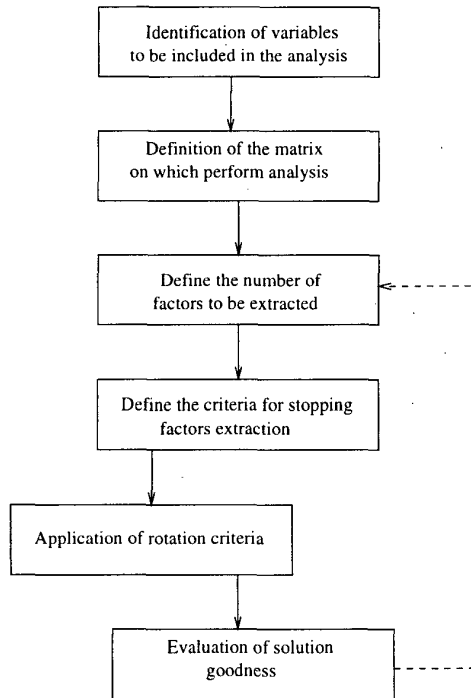 Identification of variables
to be included in the analysis
Definition of the matrix
on which perform analysis
Define the number of
factors to be extracted
Define the criteria for stopping
factors extraction
Application of rotation criteria
Evaluation of solution
goodness